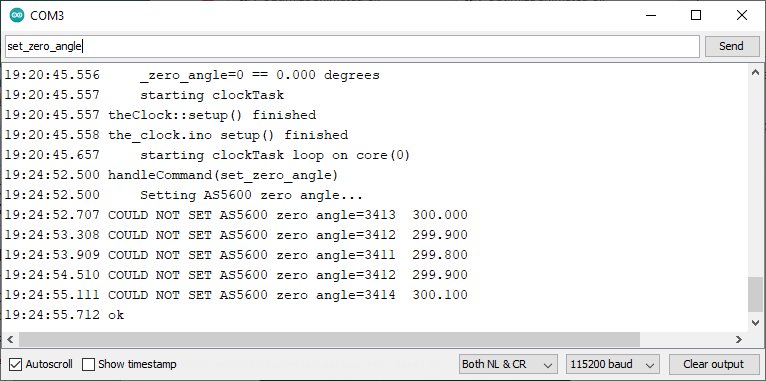 COM3
set_zero_angle
Send
19:20:45.556     _zero_angle=0 == 0.000 degrees
19:20:45.557     starting clockTask
19:20:45.557 theClock::setup() finished
19:20:45.558 the_clock.ino setup() finished
19:20:45.657     starting clockTask loop on core(0)
19:24:52.500 handleCommand(set_zero_angle)
19:24:52.500     Setting AS5600 zero angle...
19:24:52.707 COULD NOT SET AS5600 zero angle=3413  300.000
19:24:53.308 COULD NOT SET AS5600 zero angle=3412  299.900
19:24:53.909 COULD NOT SET AS5600 zero angle=3411  299.800
19:24:54.510 COULD NOT SET AS5600 zero angle=3412  299.900
19:24:55.111 COULD NOT SET AS5600 zero angle=3414  300.100
19:24:55.712 ok
Autoscroll
Show timestamp
Both NL & CR
115200 baud
Clear output